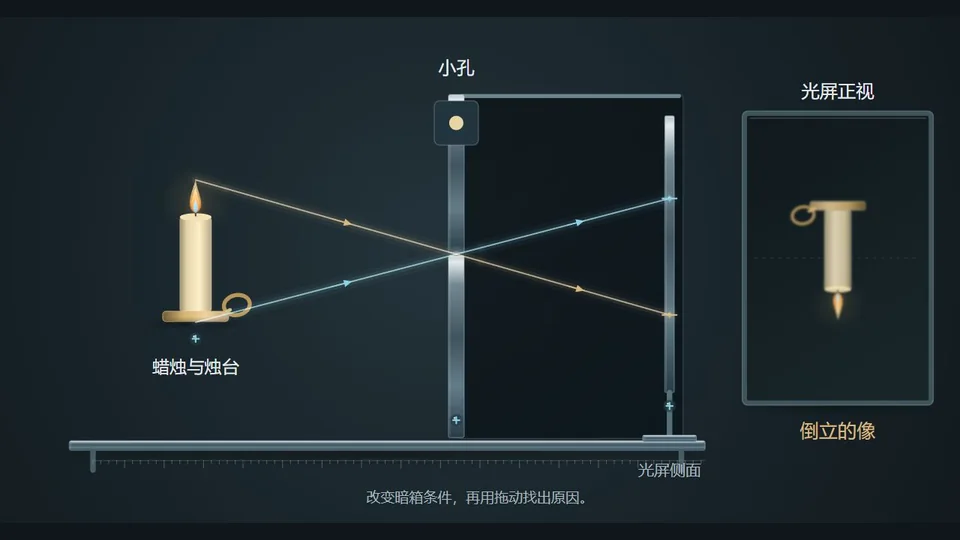 小孔
光屏正视
蜡烛与烛台
倒立的像
光屏侧面
改变暗箱条件，再用拖动找出原因。